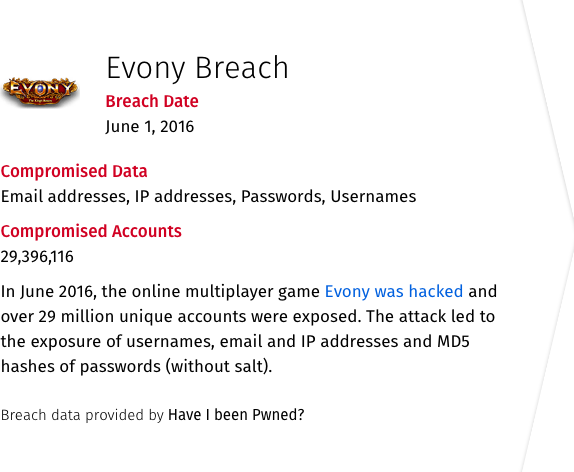 EVONY
Evony Breach
Breach Date
June 1, 2016
Compromised Data
Email addresses, IP addresses, Passwords, Usernames
Compromised Accounts
29,396,116
In June 2016, the online multiplayer game Evony was hacked and
over 29 million unique accounts were exposed. The attack led to
the exposure of usernames, email and IP addresses and MD5
hashes of passwords (without salt).
Breach data provided by Have I been Pwned?